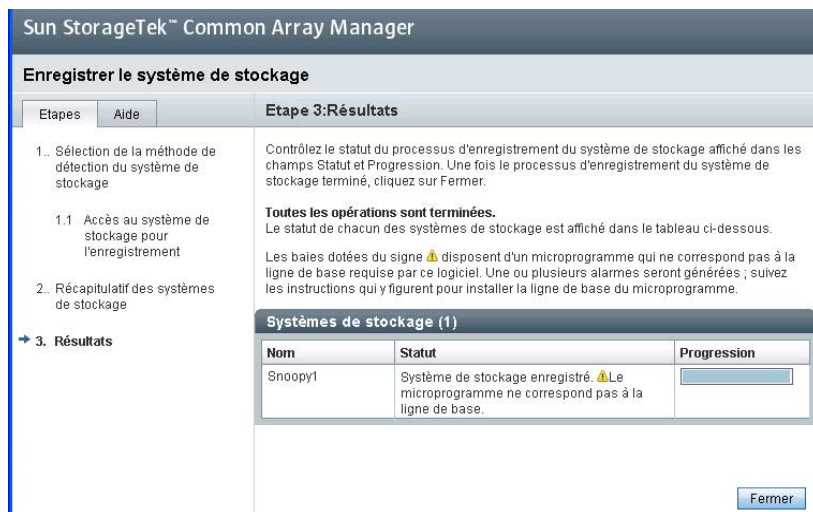 Sun StorageTek™ Common Array Manager
Enregistrer le système de stockage
Etapes
Aide
1.. Sélection de la méthode de
détection du système de
stockage
1.1 Accès au système de
stockage pour
l'enregistrement
2.. Récapitulatif des systèmes
de stockage
3. Résultats
Etape 3:Résultats
Contrôlez le statut du processus d'enregistrement du système de stockage affiché dans les
champs Statut et Progression. Une fois le processus d'enregistrement du système de
stockage terminé, cliquez sur Fermer.
Toutes les opérations sont terminées.
Le statut de chacun des systèmes de stockage est affiché dans le tableau ci-dessous.
Les baies dotées du signe ⚠ disposent d'un microprogramme qui ne correspond pas à la
ligne de base requise par ce logiciel. Une ou plusieurs alarmes seront générées ; suivez
les instructions qui y figurent pour installer la ligne de base du microprogramme.
Systèmes de stockage (1)
Nom Statut Progression
Snoopy1 Système de stockage enregistré. ⚠Le
microprogramme ne correspond pas à la
ligne de base.
Fermer